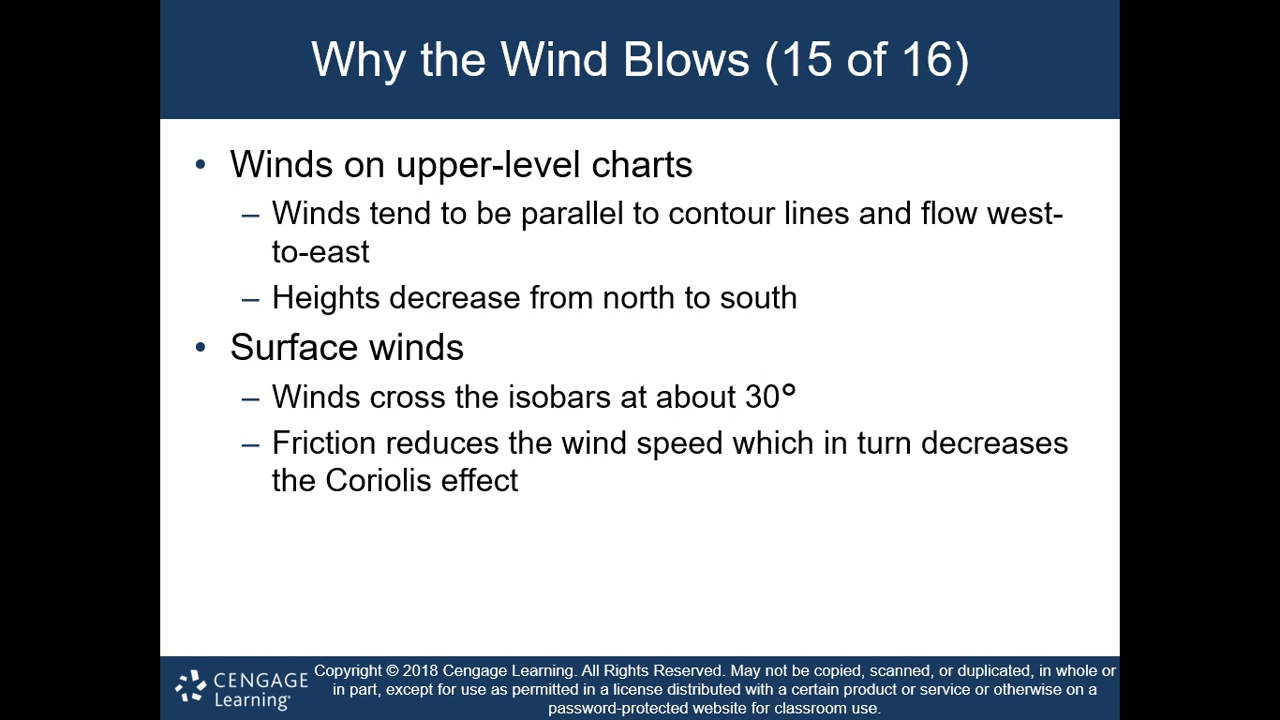 Why the Wind Blows (15 of 16)
• Winds on upper-level charts
– Winds tend to be parallel to contour lines and flow west-
to-east
– Heights decrease from north to south
• Surface winds
– Winds cross the isobars at about 30°
– Friction reduces the wind speed which in turn decreases
the Coriolis effect
CENGAGE
Learning®
Copyright © 2018 Cengage Learning. All Rights Reserved. May not be copied, scanned, or duplicated, in whole or
in part, except for use as permitted in a license distributed with a certain product or service or otherwise on a
password-protected website for classroom use.